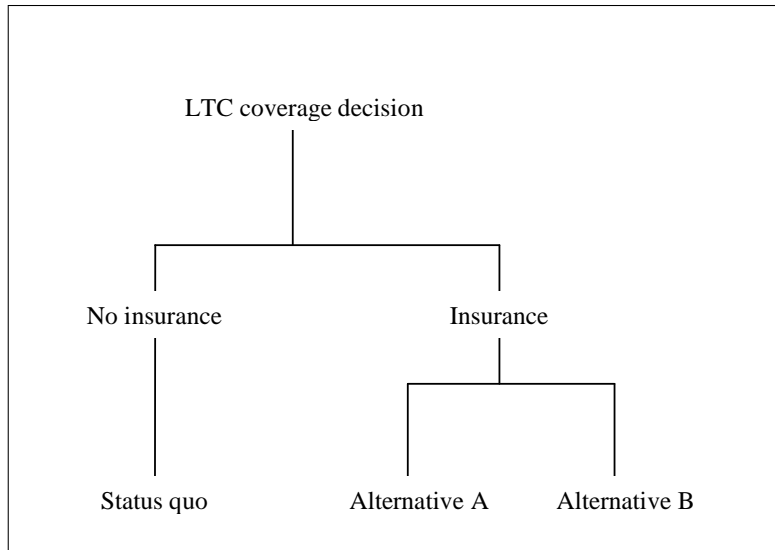 LTC coverage decision
No insurance
Insurance
Status quo
Alternative A
Alternative B